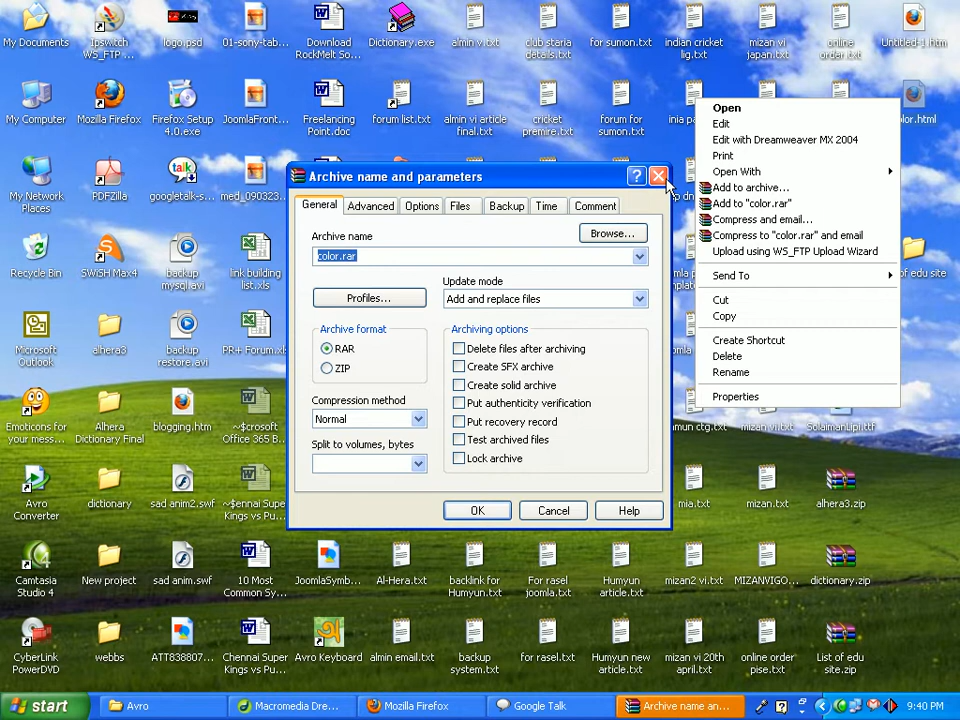 My Documents
Ipswitch
WS_FTP ...
logo.psd
01-sony-tab...
Download
RockMelt So...
Dictionary.exe
almin v.txt
club staria
details.txt
for sumon.txt
indian cricket
lig.txt
mizan vi
japan.txt
online
order.txt
Untitled-1.htm
My Computer
Mozilla Firefox
Firefox Setup
4.0.exe
JoomlaFront...
Freelancing
Point.doc
forum list.txt
almin vi article
final.txt
cricket
premire.txt
forum for
sumon.txt
My Network
Places
PDFZilla
googletalk-s...
med_090323...
Recycle Bin
SWiSH Max4
backup
mysql.avi
link building
list.xls
of edu site
Microsoft
Outlook
alhera3
backup
restore.avi
PR+ Forum.xls
Emoticons for
your mess...
Alhera
Dictionary Final
blogging.htm
~$crosoft
Office 365 B...
mizan vi.txt
SolaimanLipi.ttf
Avro
Converter
dictionary
sad anim2.swf
~$ennai Super
Kings vs Pu...
mia.txt
mizan.txt
alhera3.zip
Camtasia
Studio 4
New project
sad anim.swf
10 Most
Common Sy...
JoomlaSymb...
Al-Hera.txt
backlink for
Humyun.txt
For rasel
joomla.txt
Humyun
article.txt
mizan2 vi.txt
MIZANVIGO...
dictionary.zip
CyberLink
PowerDVD
webbs
ATT838807...
Chennai Super
Kings vs Pu...
Avro Keyboard
almin email.txt
backup
system.txt
for rasel.txt
Humyun new
article.txt
mizan vi 20th
april.txt
online order
pise.txt
List of edu
site.zip
Archive name and parameters
General
Advanced
Options
Files
Backup
Time
Comment
Archive name
Browse...
color.rar
Profiles...
Update mode
Add and replace files
Archive format
RAR
ZIP
Compression method
Normal
Split to volumes, bytes
Archiving options
Delete files after archiving
Create SFX archive
Create solid archive
Put authenticity verification
Put recovery record
Test archived files
Lock archive
OK
Cancel
Help
Open
Edit
Edit with Dreamweaver MX 2004
Print
Open With
Add to archive...
Add to "color.rar"
Compress and email...
Compress to "color.rar" and email
Upload using WS_FTP Upload Wizard
Send To
Cut
Copy
Create Shortcut
Delete
Rename
Properties
start
Avro
Macromedia Dre...
Mozilla Firefox
Google Talk
Archive name an...
9:40 PM